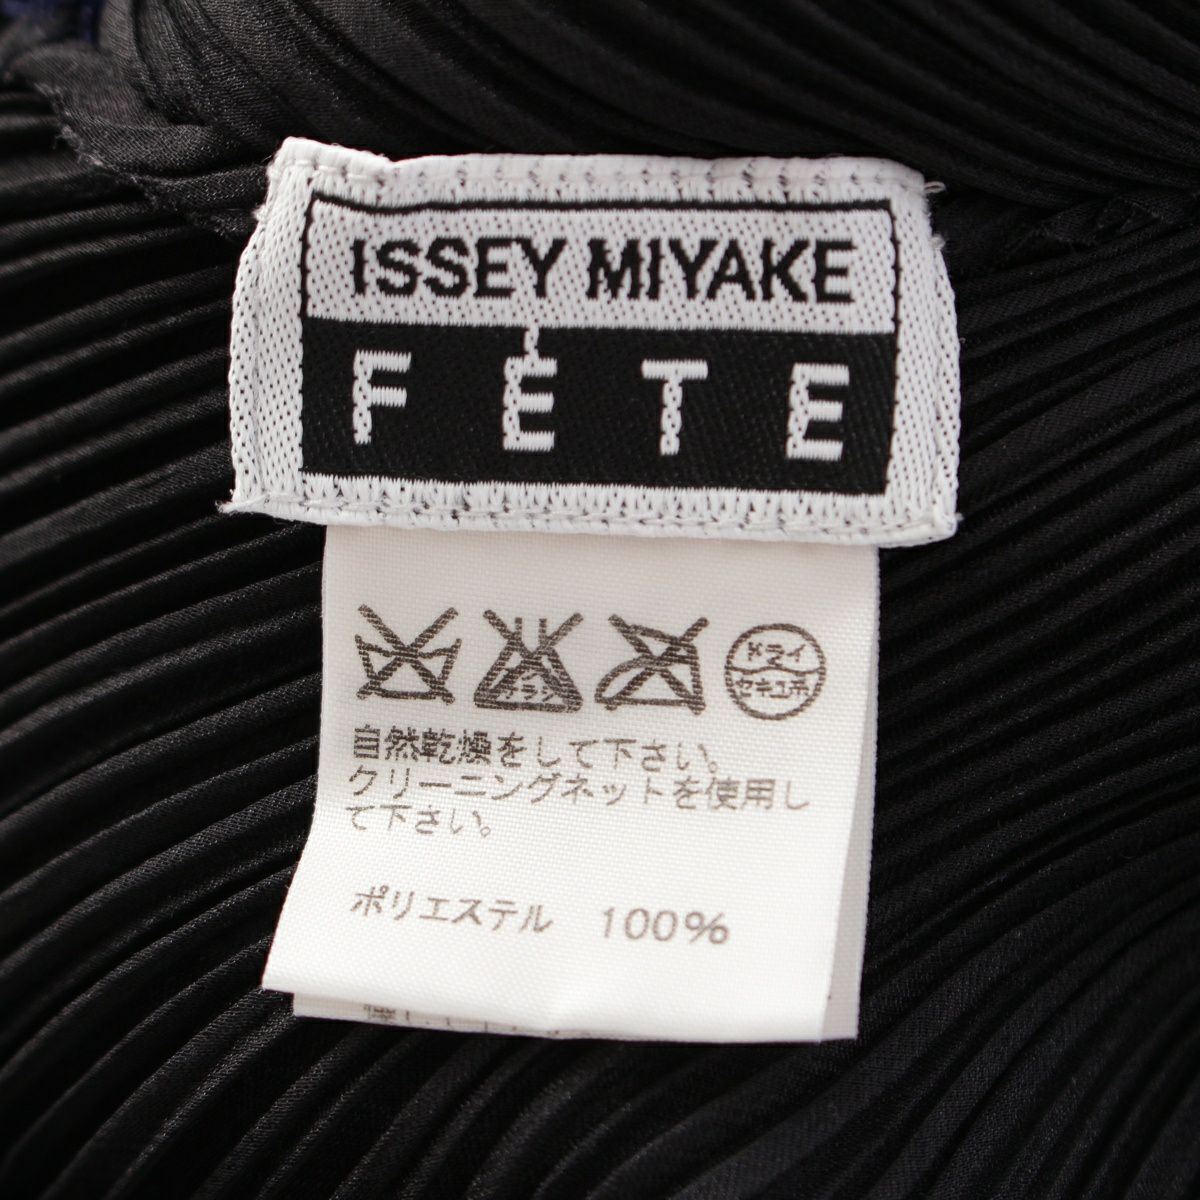 ISSEY MIYAKE
FÊTE
ドライ
セキユ系
自然乾燥をして下さい。
クリーニングネットを使用し
て下さい。
ポリエステル 100%